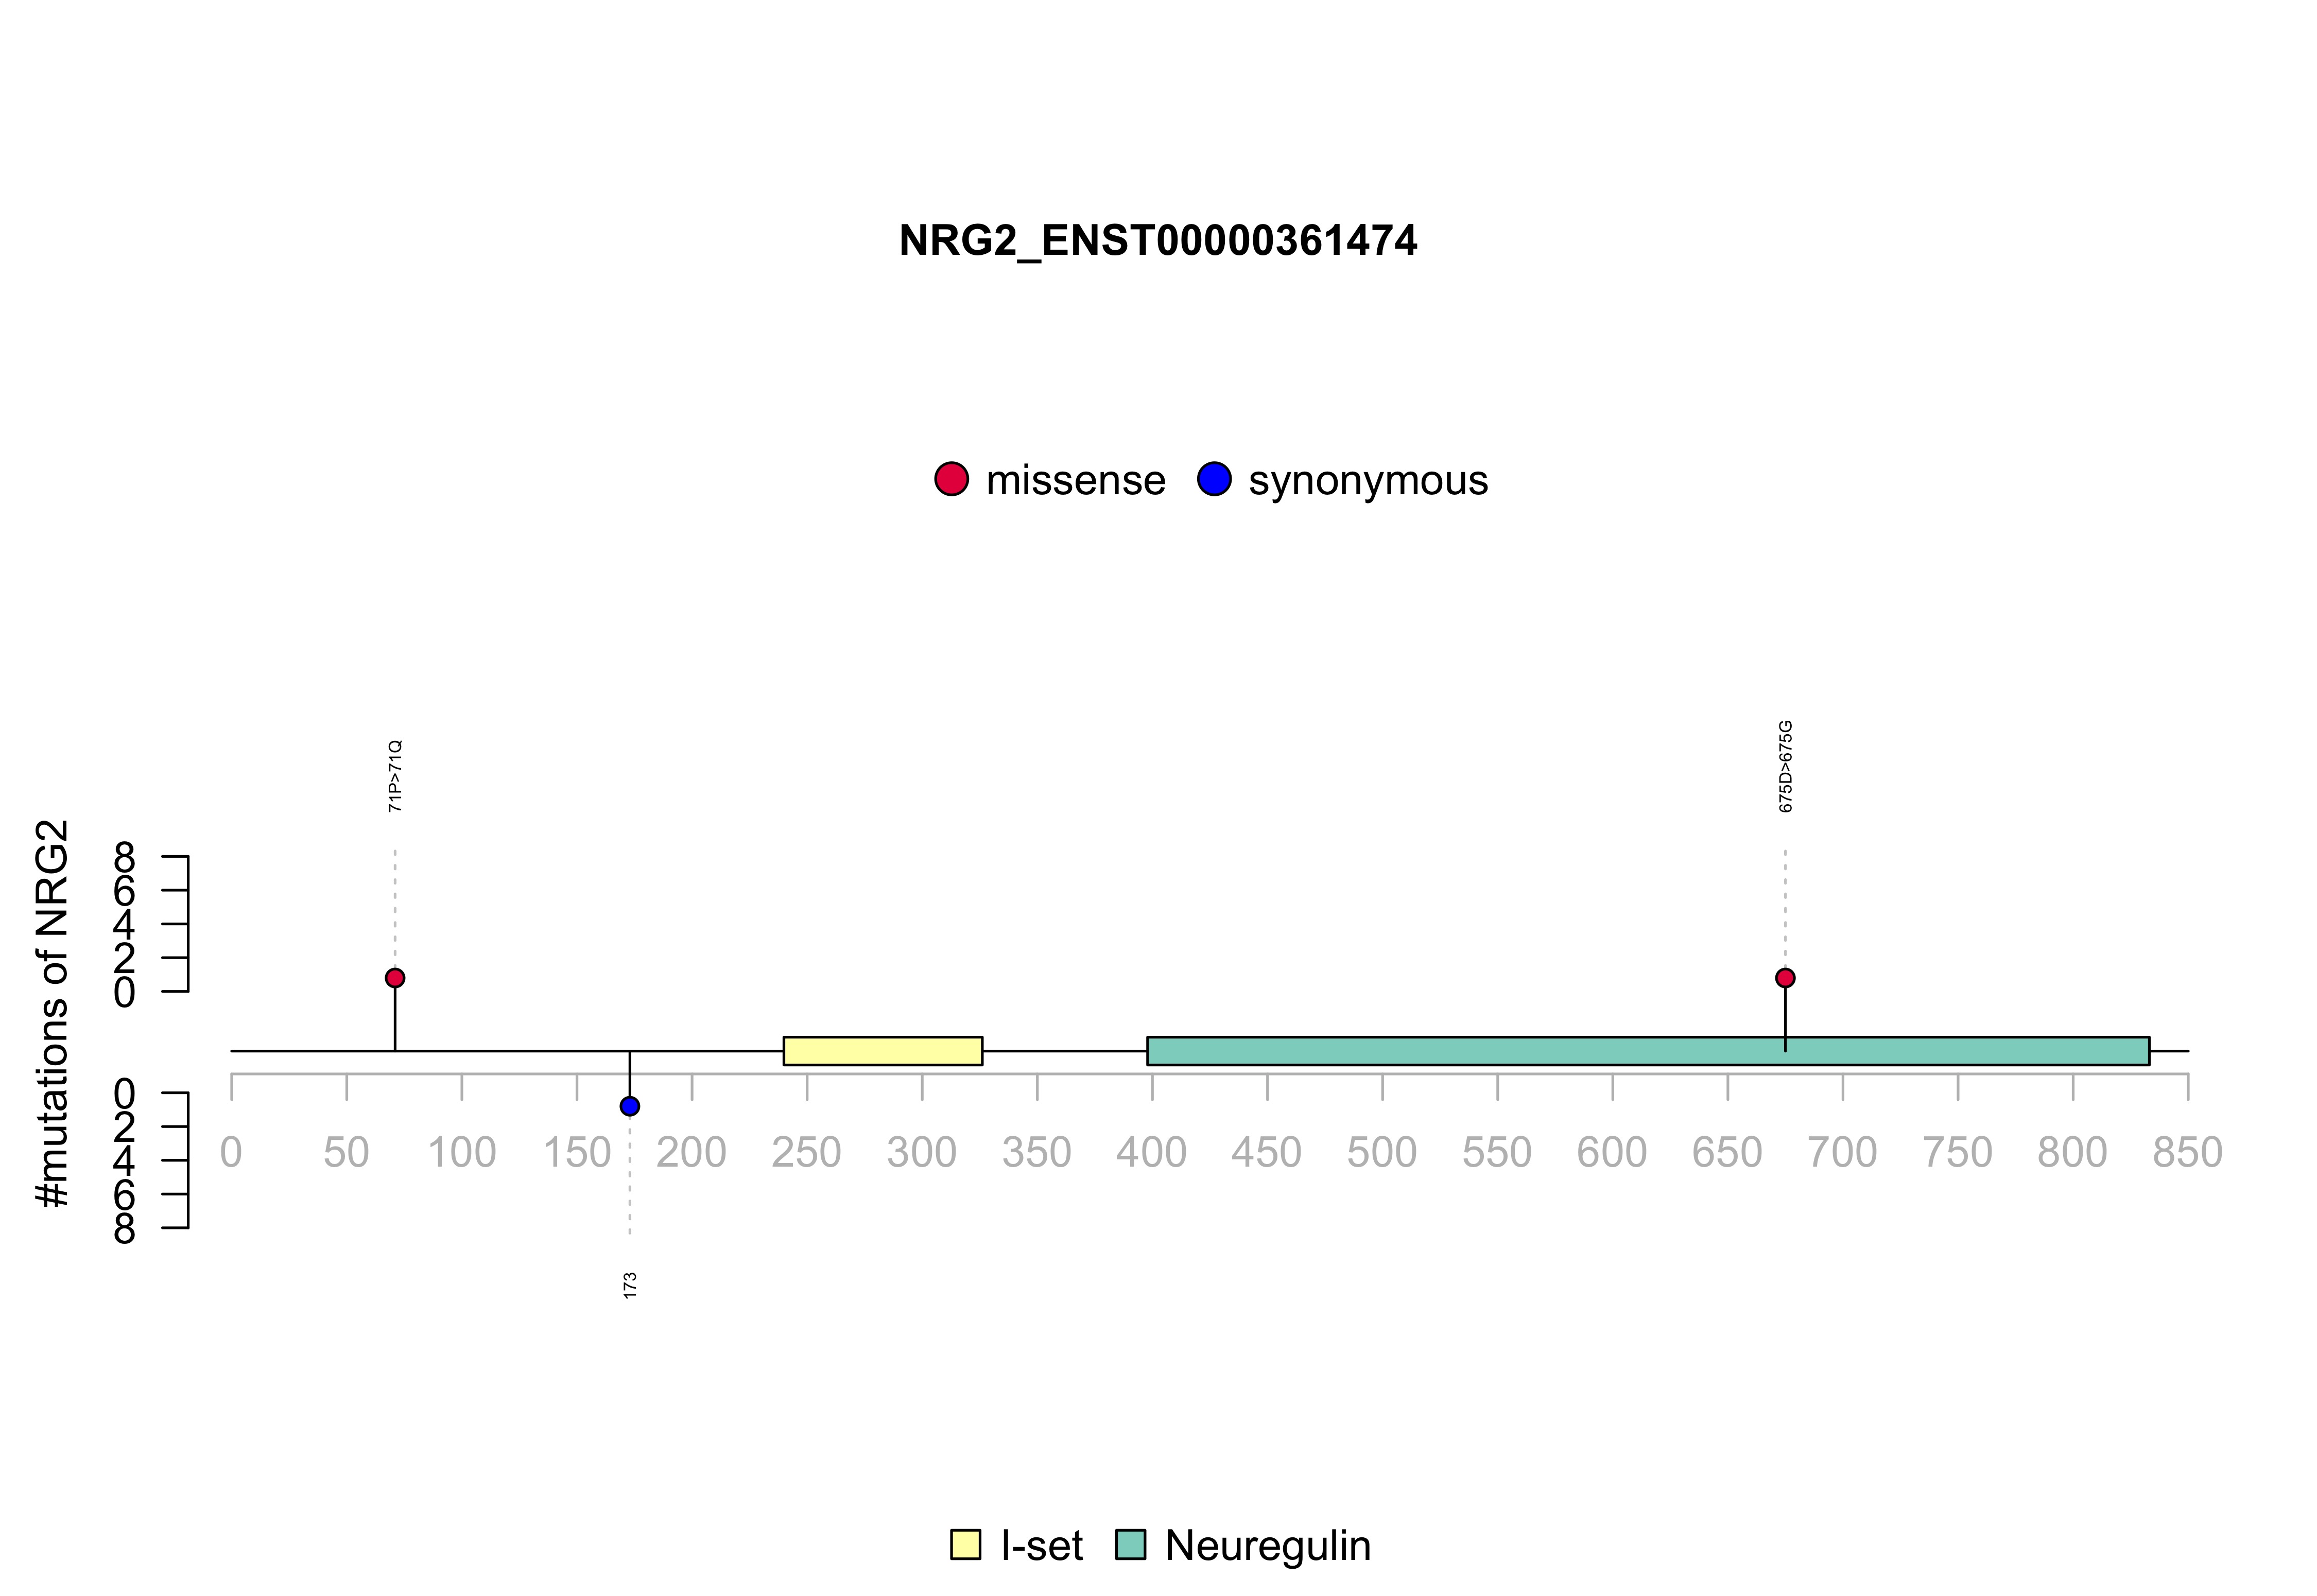 NRG2_ENST00000361474
missense synonymous
71P>71Q
675D>675G
#mutations of NRG2
8
6
4
2
0
0
2
4
6
8
0 50 100 150 200 250 300 350 400 450 500 550 600 650 700 750 800 850
173
I-set Neuregulin